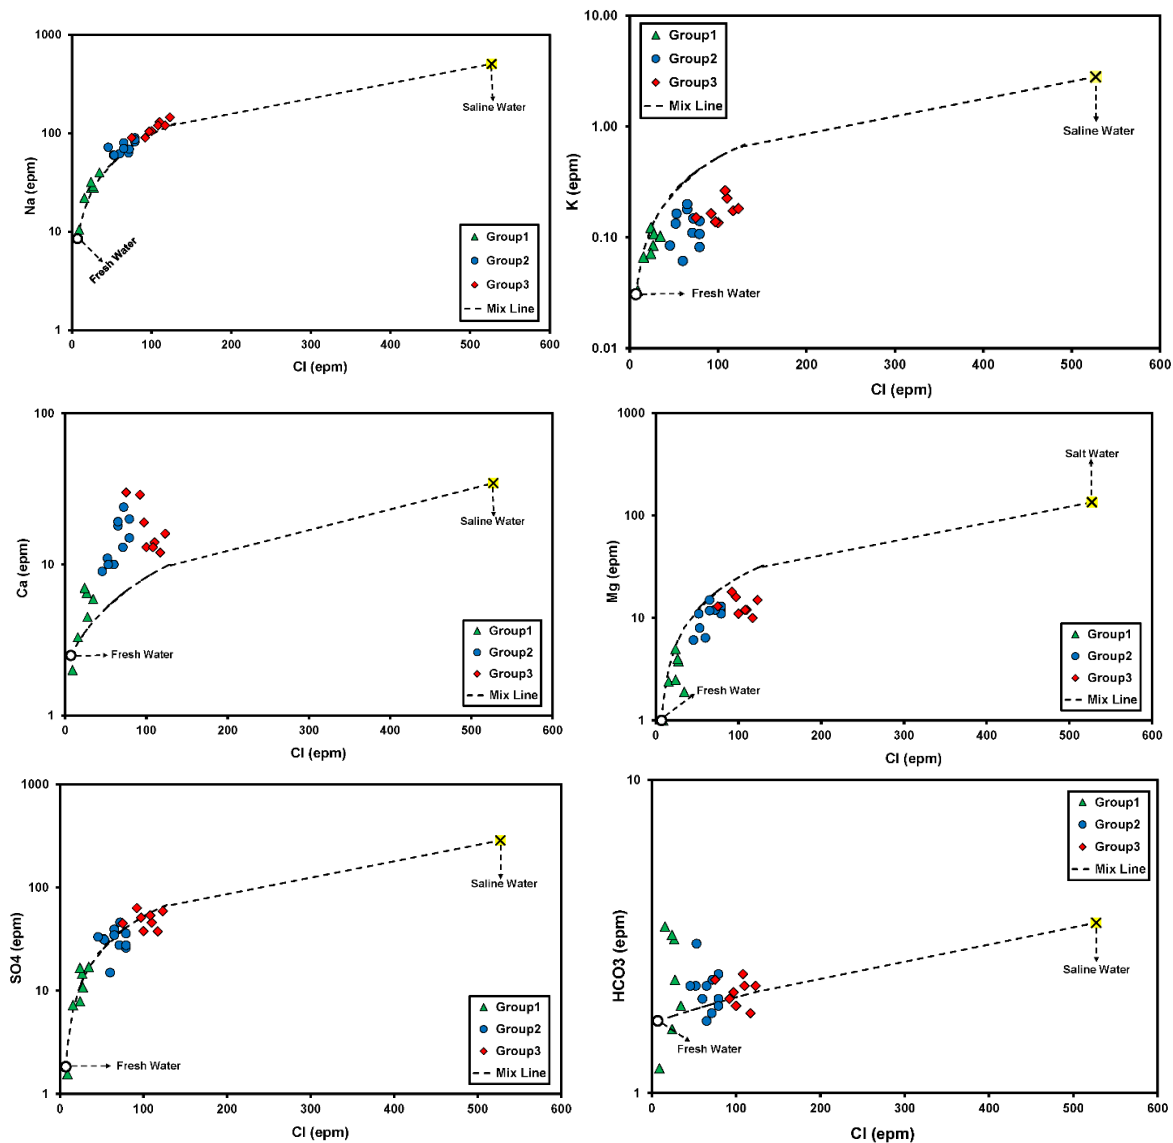 1000
100
10
1
Na (epm)
Saline Water
Fresh Water
Group1
Group2
Group3
Mix Line
0 100 200 300 400 500 600
Cl (epm)
10.00
1.00
0.10
0.01
K (epm)
Group1
Group2
Group3
Mix Line
Saline Water
Fresh Water
0 100 200 300 400 500 600
Cl (epm)
100
10
1
Ca (epm)
Saline Water
Fresh Water
Group1
Group2
Group3
Mix Line
0 100 200 300 400 500 600
Cl (epm)
1000
100
10
1
Mg (epm)
Salt Water
Fresh Water
Group1
Group2
Group3
Mix Line
0 100 200 300 400 500 600
Cl (epm)
1000
100
10
1
SO4 (epm)
Saline Water
Fresh Water
Group1
Group2
Group3
Mix Line
0 100 200 300 400 500 600
Cl (epm)
10
1
HCO3 (epm)
Group1
Group2
Group3
Mix Line
Saline Water
Fresh Water
0 100 200 300 400 500 600
Cl (epm)